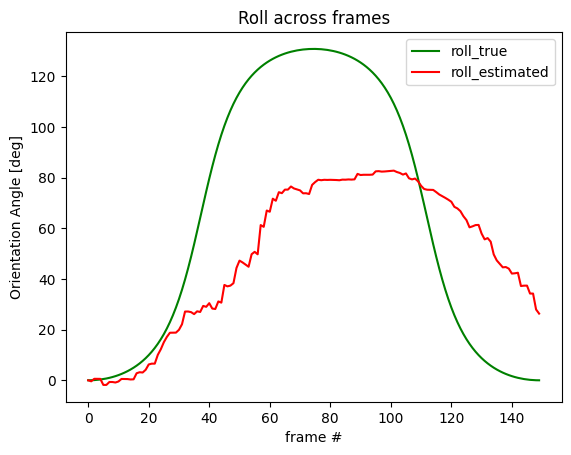 Roll across frames
roll_true
roll_estimated
Orientation Angle [deg]
120
100
80
60
40
20
0
0 20 40 60 80 100 120 140
frame #